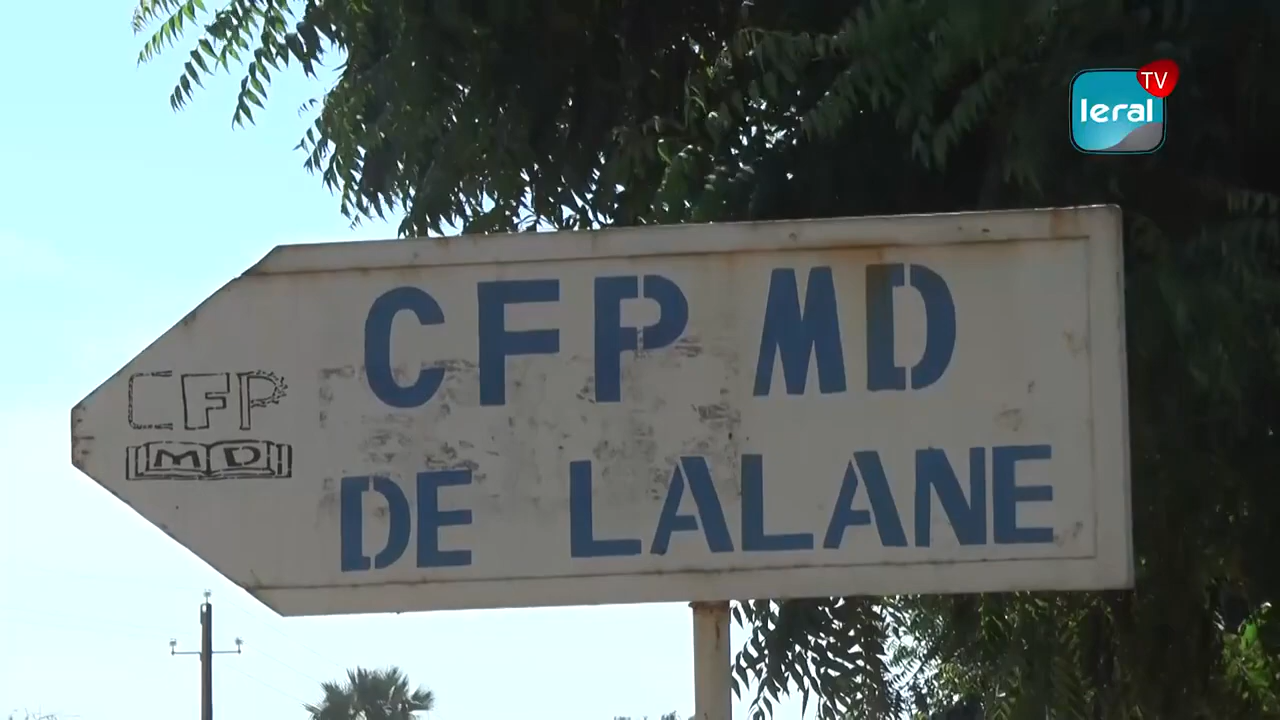 TV
leral
CFP MD
DE LALANE
CFP
MD